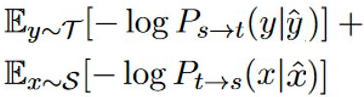 𝔼_{y∼𝒯}[− log P_{s→t}(y|ŷ)] +
𝔼_{x∼𝒮}[− log P_{t→s}(x|x̂)]